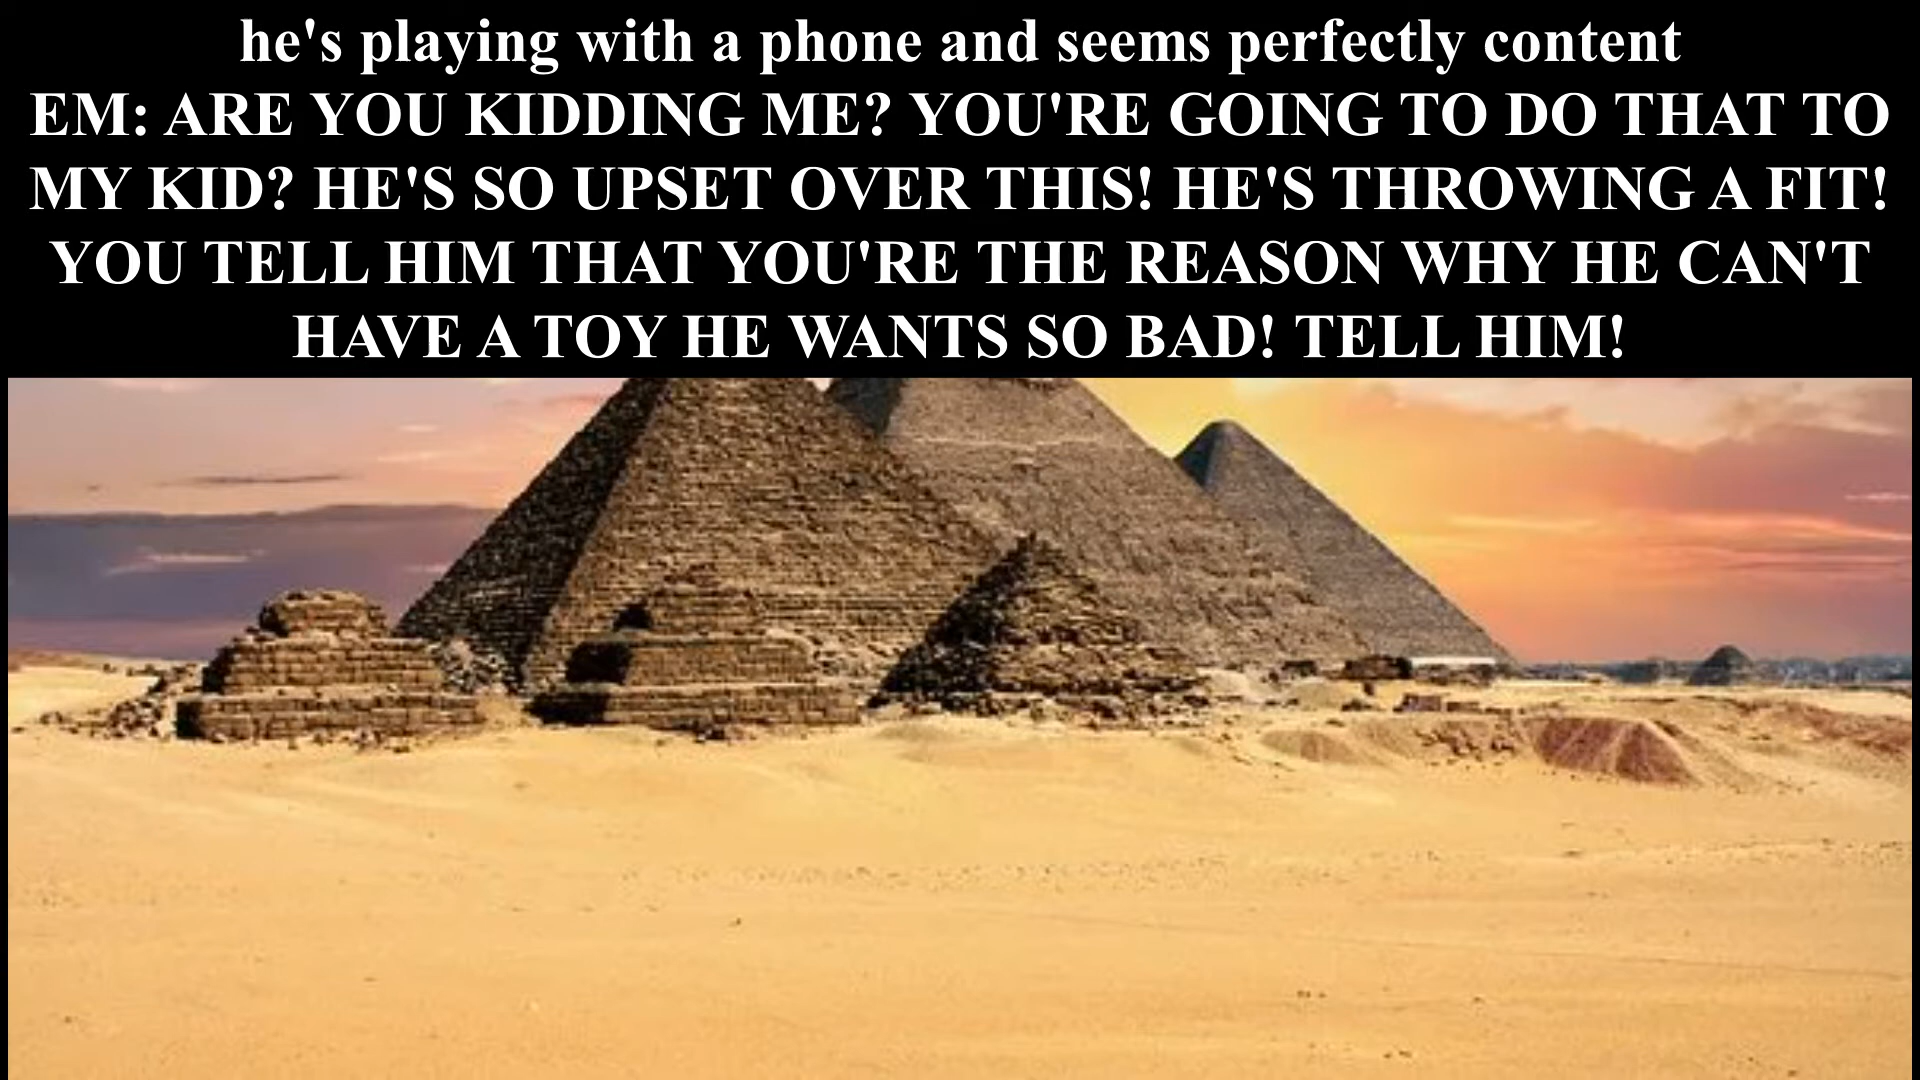 he's playing with a phone and seems perfectly content
EM: ARE YOU KIDDING ME? YOU'RE GOING TO DO THAT TO
MY KID? HE'S SO UPSET OVER THIS! HE'S THROWING A FIT!
YOU TELL HIM THAT YOU'RE THE REASON WHY HE CAN'T
HAVE A TOY HE WANTS SO BAD! TELL HIM!